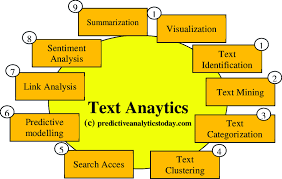 9
Summarization
1
Visualization
8
Sentiment
Analysis
1
Text
Identification
7
Link Analysis
2
Text Mining
Text Anaytics
(c) predictiveanalyticstoday.com
6
Predictive
modelling
3
Text
Categorization
5
Search Acces
4
Text
Clustering